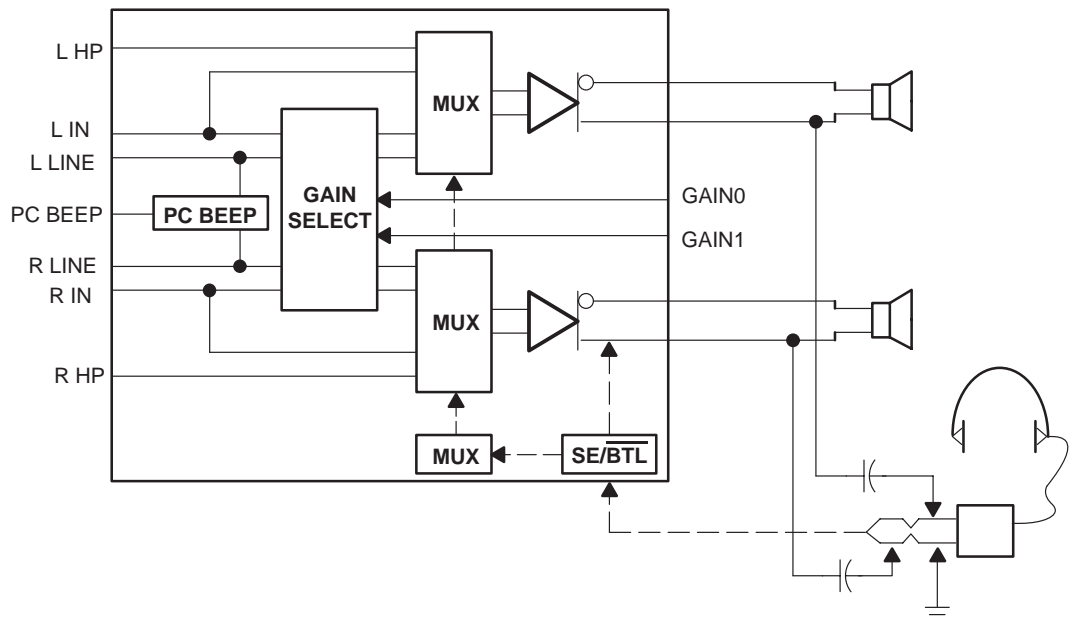 L HP
MUX
L IN
L LINE
GAIN
SELECT
GAIN0
PC BEEP
PC BEEP
GAIN1
R LINE
R IN
MUX
R HP
MUX
SE/BTL